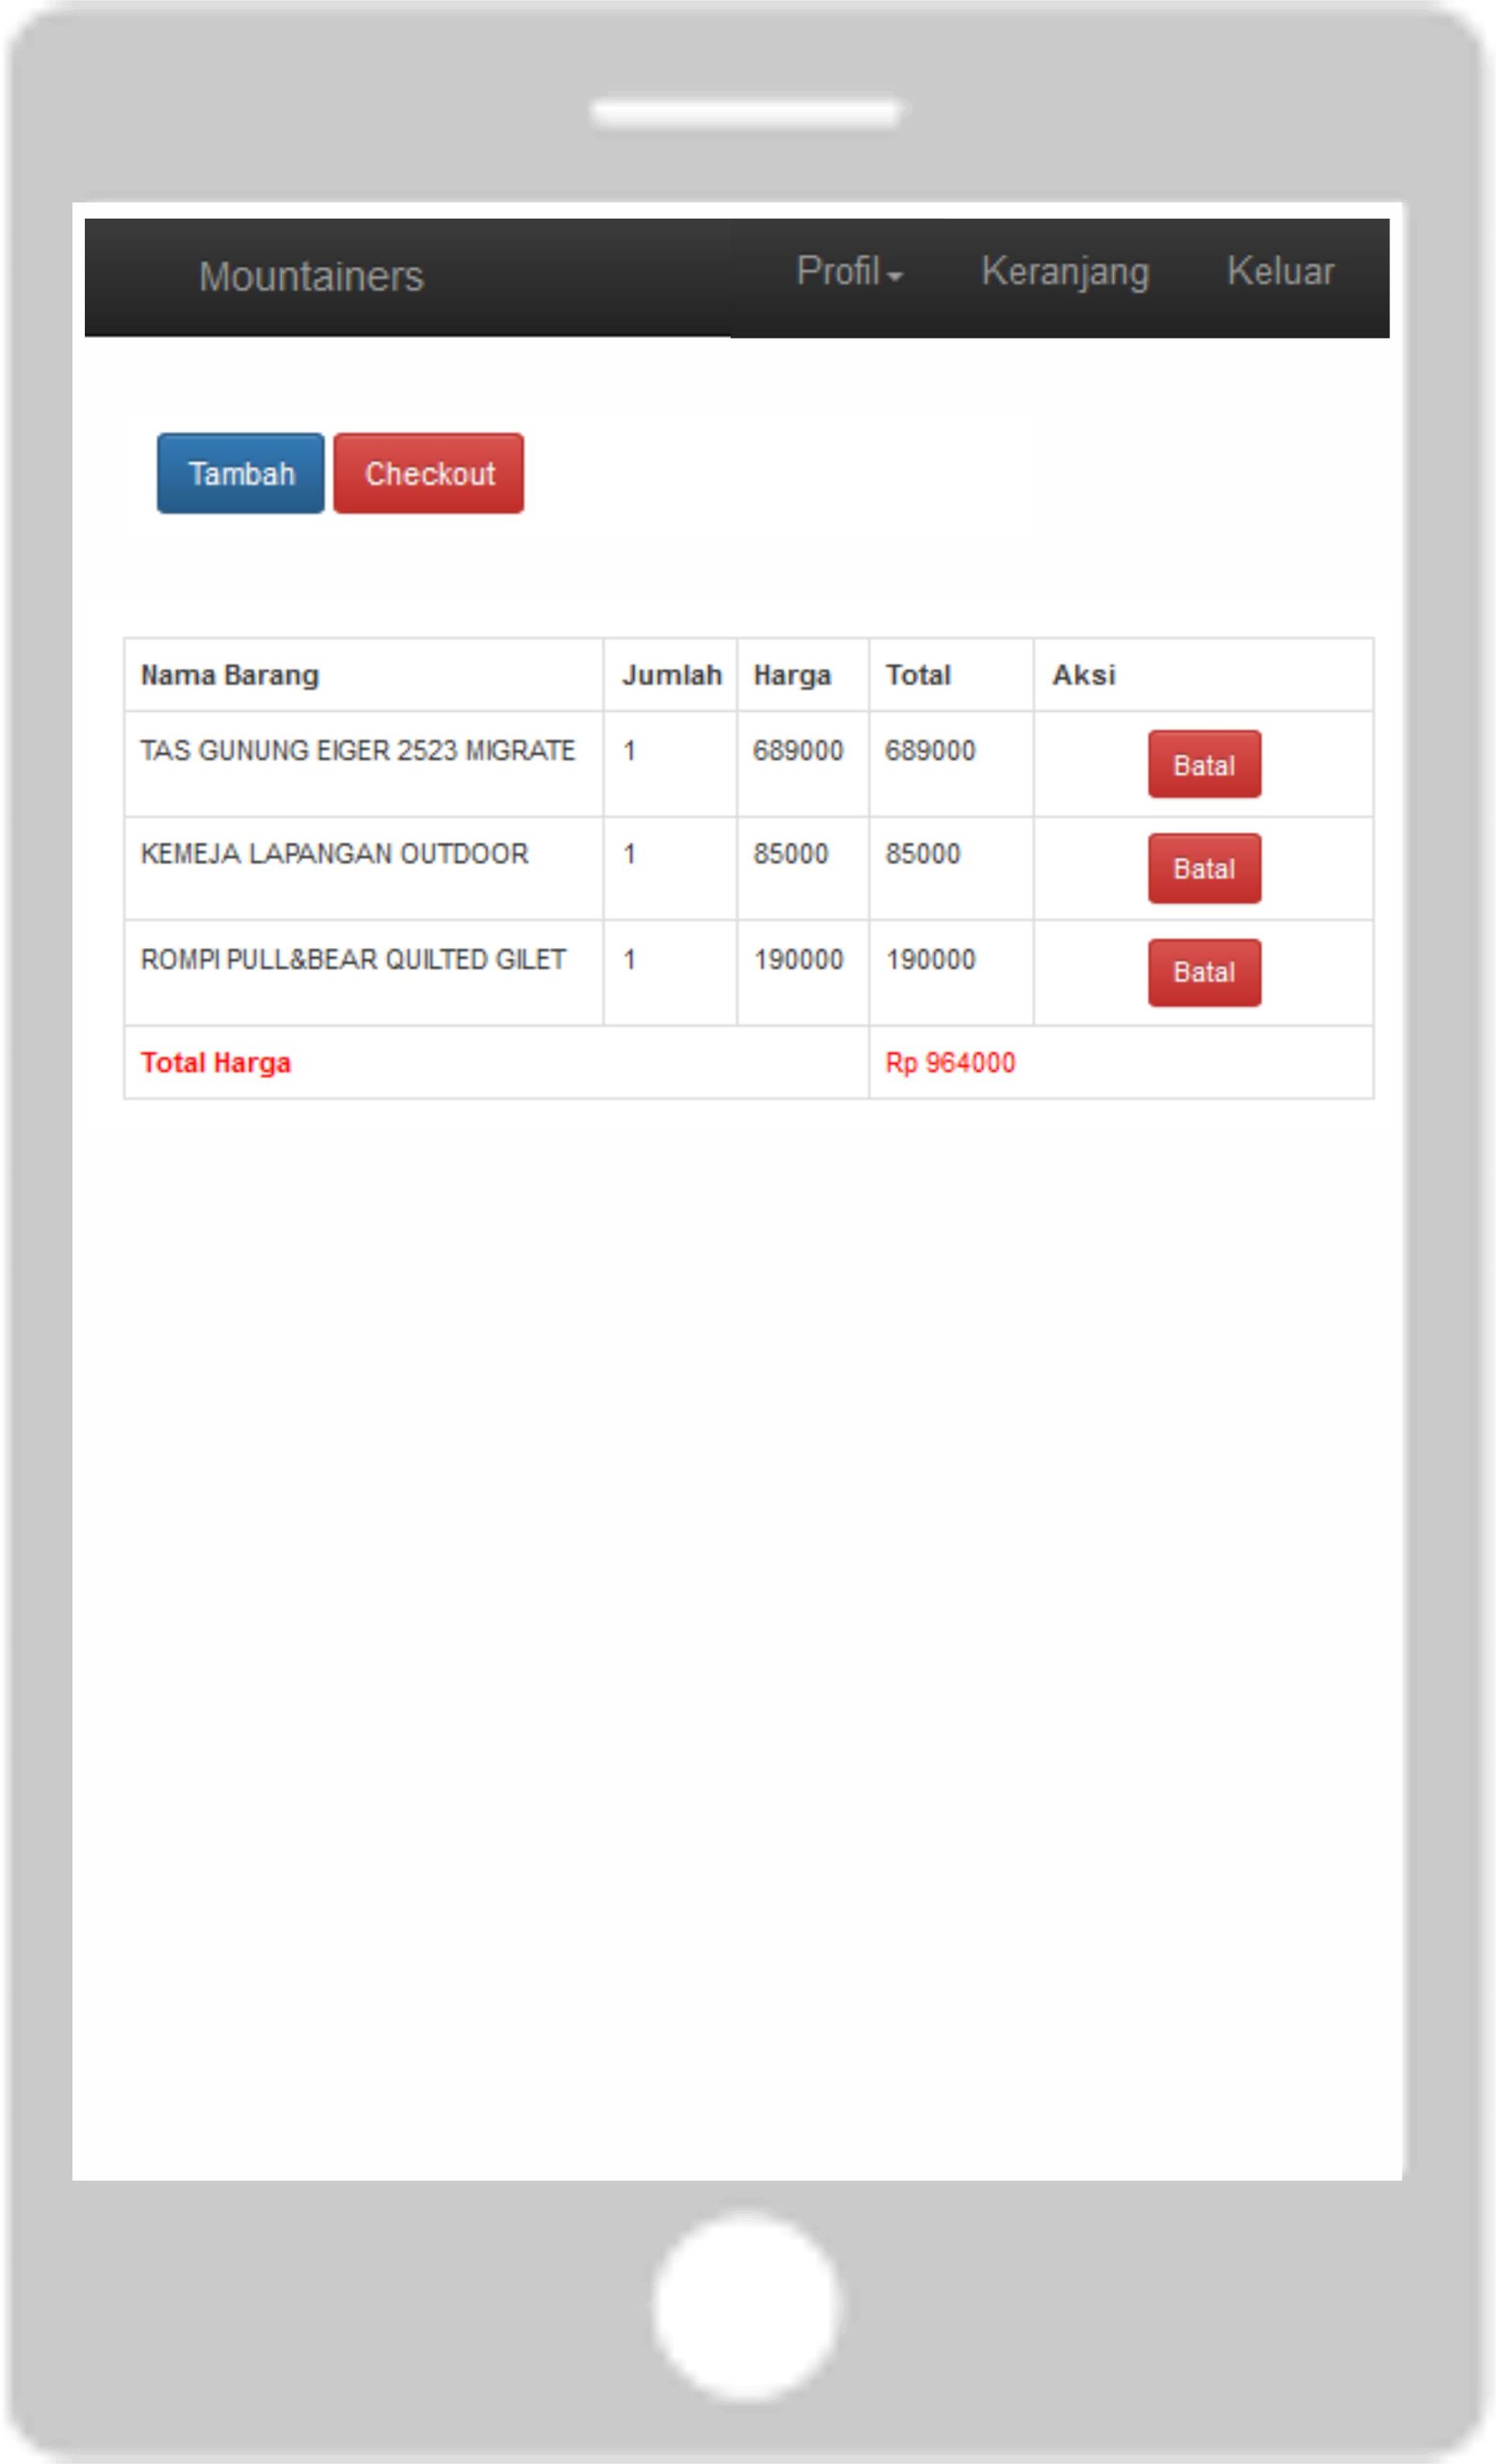 Mountainers Profil Keranjang Keluar
Tambah Checkout
Nama Barang Jumlah Harga Total Aksi
TAS GUNUNG EIGER 2523 MIGRATE 1 689000 689000 Batal
KEMEJA LAPANGAN OUTDOOR 1 85000 85000 Batal
ROMPI PULL&BEAR QUILTED GILET 1 190000 190000 Batal
Total Harga Rp 964000